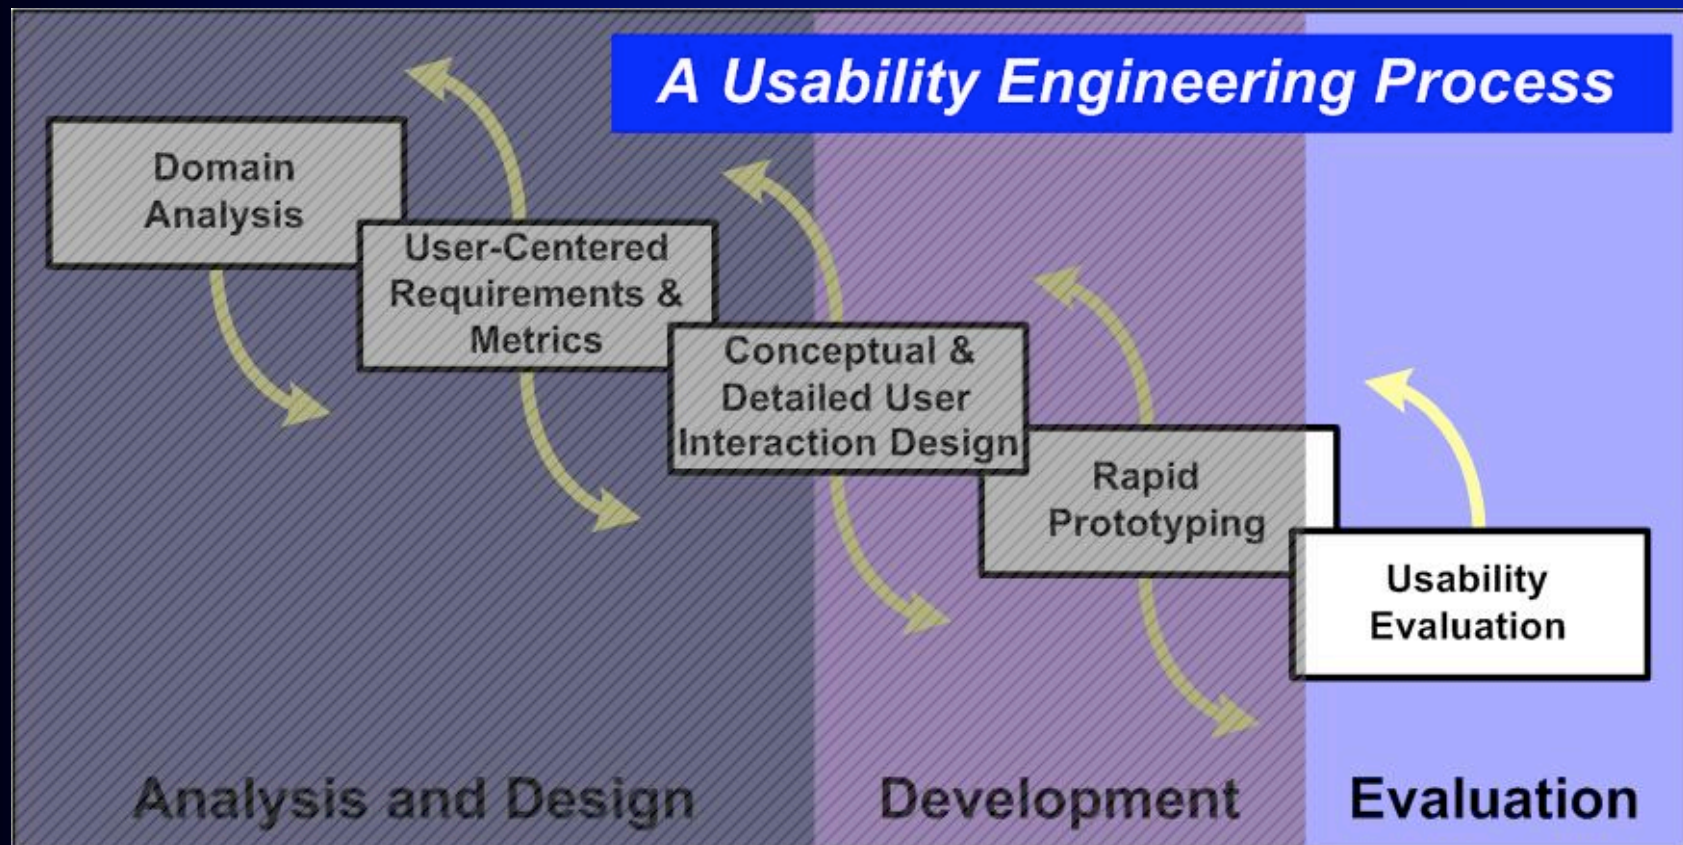 A Usability Engineering Process
Domain
Analysis
User-Centered
Requirements &
Metrics
Conceptual &
Detailed User
Interaction Design
Rapid
Prototyping
Usability
Evaluation
Analysis and Design
Development
Evaluation